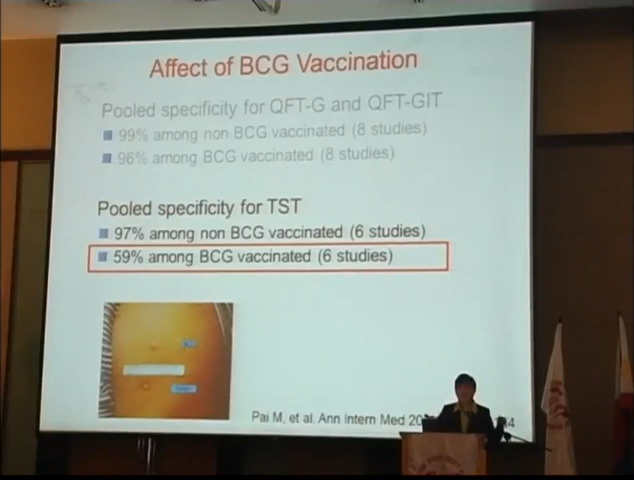 Affect of BCG Vaccination
Pooled specificity for QFT-G and QFT-GIT
99% among non BCG vaccinated (8 studies)
96% among BCG vaccinated (8 studies)
Pooled specificity for TST
97% among non BCG vaccinated (6 studies)
59% among BCG vaccinated (6 studies)
Pai M, et al. Ann Intern Med